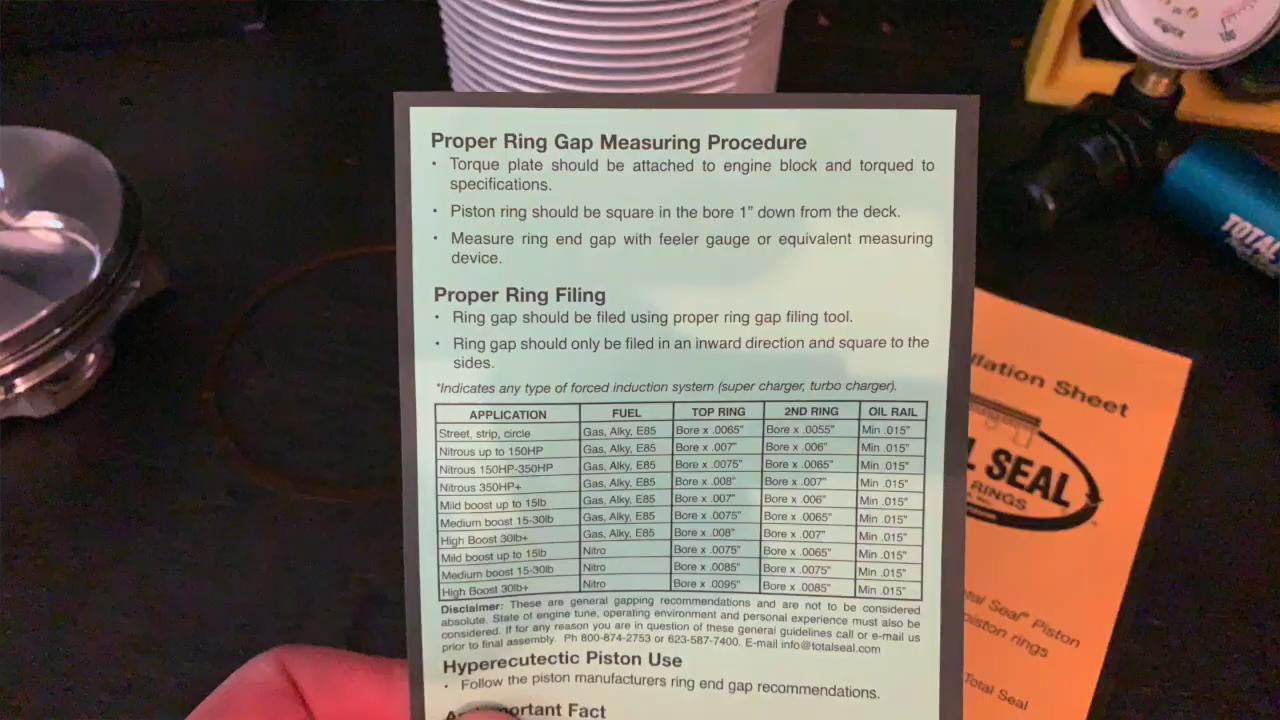 Proper Ring Gap Measuring Procedure
• Torque plate should be attached to engine block and torqued to
specifications.
• Piston ring should be square in the bore 1" down from the deck.
• Measure ring end gap with feeler gauge or equivalent measuring
device.
Proper Ring Filing
• Ring gap should be filed using proper ring gap filing tool.
• Ring gap should only be filed in an inward direction and square to the
sides.
*Indicates any type of forced induction system (super charger, turbo charger).
APPLICATION FUEL TOP RING 2ND RING OIL RAIL
Street, strip, circle Gas, Alky, E85 Bore x .0065" Bore x .0055" Min .015"
Nitrous up to 150HP Gas, Alky, E85 Bore x .007" Bore x .006" Min .015"
Nitrous 150HP-350HP Gas, Alky, E85 Bore x .0075" Bore x .0065" Min .015"
Nitrous 350HP+ Gas, Alky, E85 Bore x .008" Bore x .007" Min .015"
Mild boost up to 15lb Gas, Alky, E85 Bore x .007" Bore x .006" Min .015"
Medium boost 15-30lb Gas, Alky, E85 Bore x .0075" Bore x .0065" Min .015"
High Boost 30lb+ Gas, Alky, E85 Bore x .008" Bore x .007" Min .015"
Mild boost up to 15lb Nitro Bore x .0075" Bore x .0065" Min .015"
Medium boost 15-30lb Nitro Bore x .0085" Bore x .0075" Min .015"
High Boost 30lb+ Nitro Bore x .0095" Bore x .0085" Min .015"
Disclaimer: These are general gapping recommendations and are not to be considered
absolute. State of engine tune, operating environment and personal experience must also be
considered. If for any reason you are in question of these general guidelines call or e-mail us
prior to final assembly. Ph 800-874-2753 or 623-587-7400. E-mail info@totalseal.com
Hyperecutectic Piston Use
• Follow the piston manufacturers ring end gap recommendations.
Important Fact
TOTAL
llation Sheet
L SEAL
RINGS
tal Seal® Piston
piston rings
Total Seal